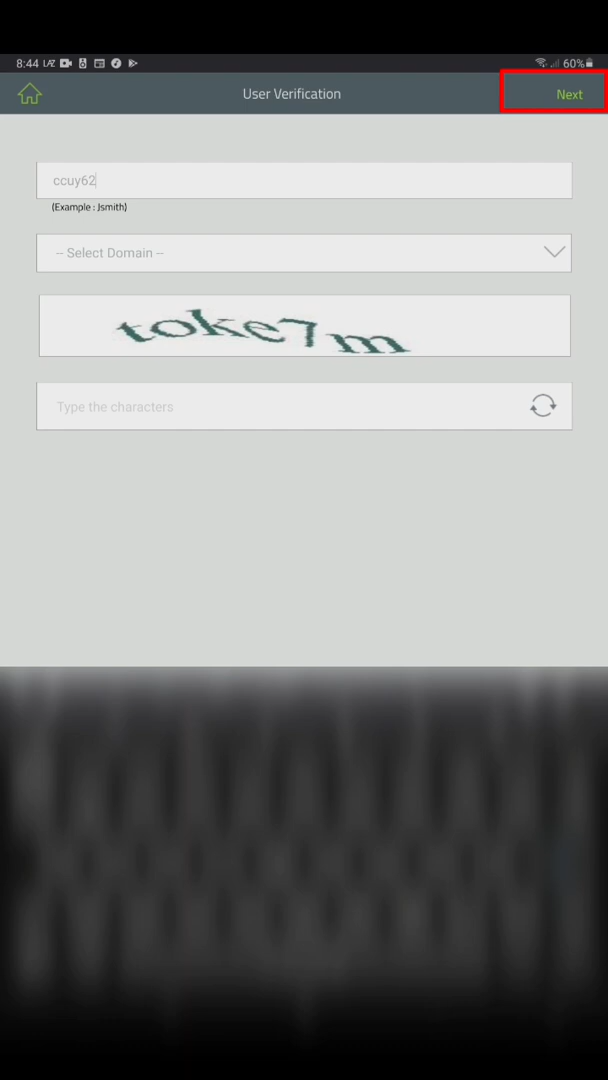 8:44 60%
User Verification Next
ccuy62
(Example : Jsmith)
-- Select Domain --
toke7m
Type the characters